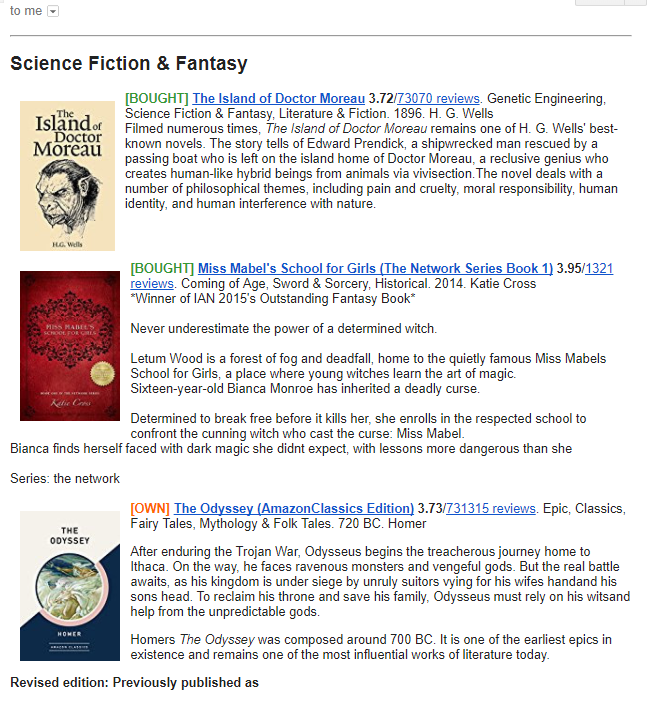 to me
Science Fiction & Fantasy
The
Island of
Doctor
Moreau
H.G. Wells
[BOUGHT] The Island of Doctor Moreau 3.72/73070 reviews. Genetic Engineering,
Science Fiction & Fantasy, Literature & Fiction. 1896. H. G. Wells
Filmed numerous times, The Island of Doctor Moreau remains one of H. G. Wells' best-
known novels. The story tells of Edward Prendick, a shipwrecked man rescued by a
passing boat who is left on the island home of Doctor Moreau, a reclusive genius who
creates human-like hybrid beings from animals via vivisection.The novel deals with a
number of philosophical themes, including pain and cruelty, moral responsibility, human
identity, and human interference with nature.
MISS MABEL'S
SCHOOL FOR GIRLS
BOOK ONE IN THE NETWORK SERIES
Katie Cross
[BOUGHT] Miss Mabel's School for Girls (The Network Series Book 1) 3.95/1321
reviews. Coming of Age, Sword & Sorcery, Historical. 2014. Katie Cross
*Winner of IAN 2015's Outstanding Fantasy Book*
Never underestimate the power of a determined witch.
Letum Wood is a forest of fog and deadfall, home to the quietly famous Miss Mabels
School for Girls, a place where young witches learn the art of magic.
Sixteen-year-old Bianca Monroe has inherited a deadly curse.
Determined to break free before it kills her, she enrolls in the respected school to
confront the cunning witch who cast the curse: Miss Mabel.
Bianca finds herself faced with dark magic she didnt expect, with lessons more dangerous than she
Series: the network
THE
ODYSSEY
HOMER
AMAZON CLASSICS
[OWN] The Odyssey (AmazonClassics Edition) 3.73/731315 reviews. Epic, Classics,
Fairy Tales, Mythology & Folk Tales. 720 BC. Homer
After enduring the Trojan War, Odysseus begins the treacherous journey home to
Ithaca. On the way, he faces ravenous monsters and vengeful gods. But the real battle
awaits, as his kingdom is under siege by unruly suitors vying for his wifes handand his
sons head. To reclaim his throne and save his family, Odysseus must rely on his witsand
help from the unpredictable gods.
Homers The Odyssey was composed around 700 BC. It is one of the earliest epics in
existence and remains one of the most influential works of literature today.
Revised edition: Previously published as